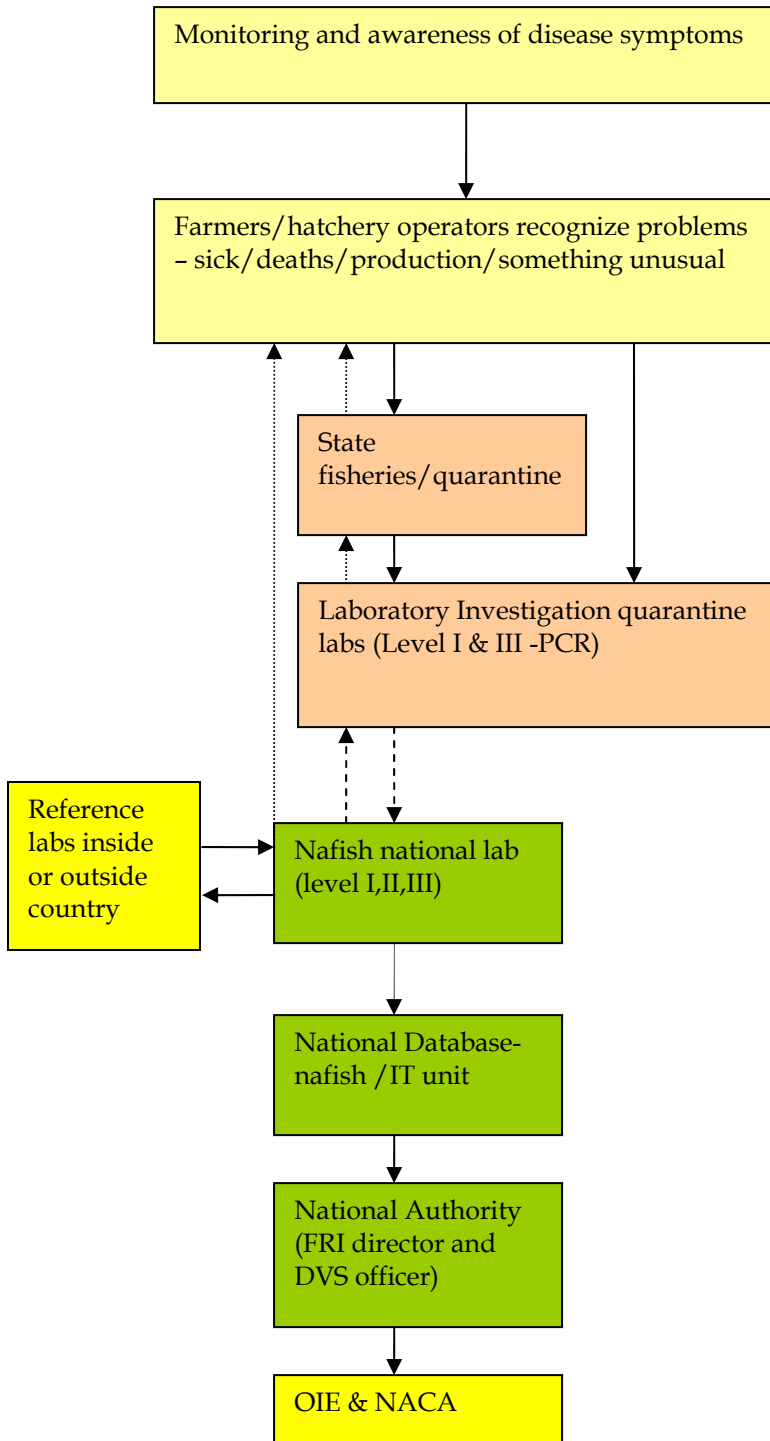 Monitoring and awareness of disease symptoms
Farmers/hatchery operators recognize problems
– sick/deaths/production/something unusual
State
fisheries/quarantine
Laboratory Investigation quarantine
labs (Level I & III -PCR)
Reference
labs inside
or outside
country
Nafish national lab
(level I,II,III)
National Database-
nafish /IT unit
National Authority
(FRI director and
DVS officer)
OIE & NACA